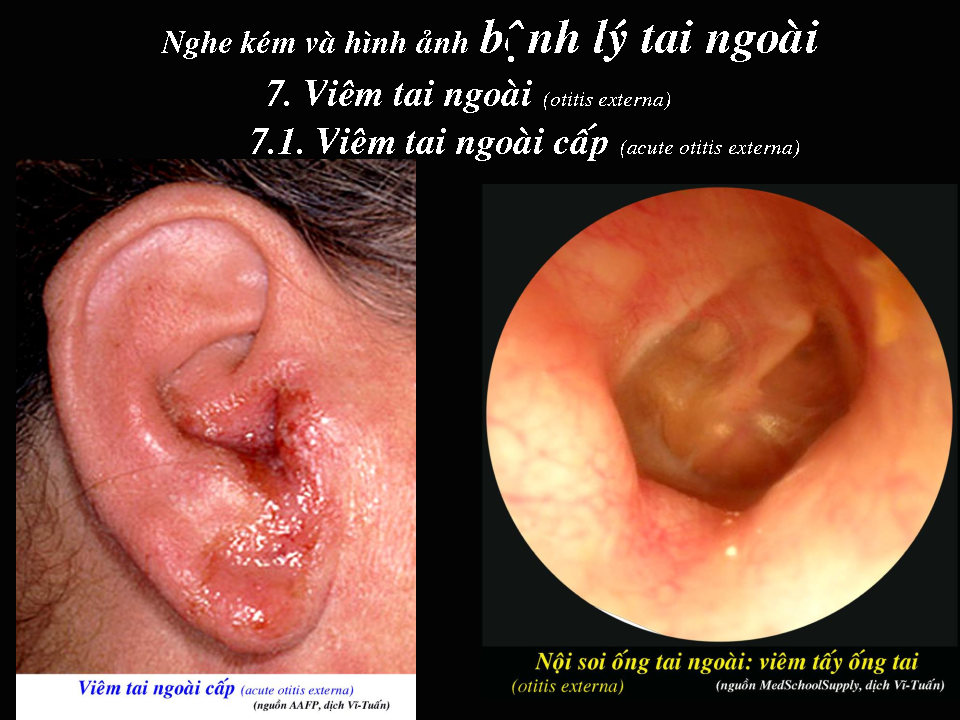 Nghe kém và hình ảnh bệnh lý tai ngoài
7. Viêm tai ngoài (otitis externa)
7.1. Viêm tai ngoài cấp (acute otitis externa)
Viêm tai ngoài cấp (acute otitis externa)
(nguồn AAFP, dịch Vĩ-Tuấn)
Nội soi ống tai ngoài: viêm tấy ống tai
(otitis externa) (nguồn MedSchoolSupply, dịch Vĩ-Tuấn)